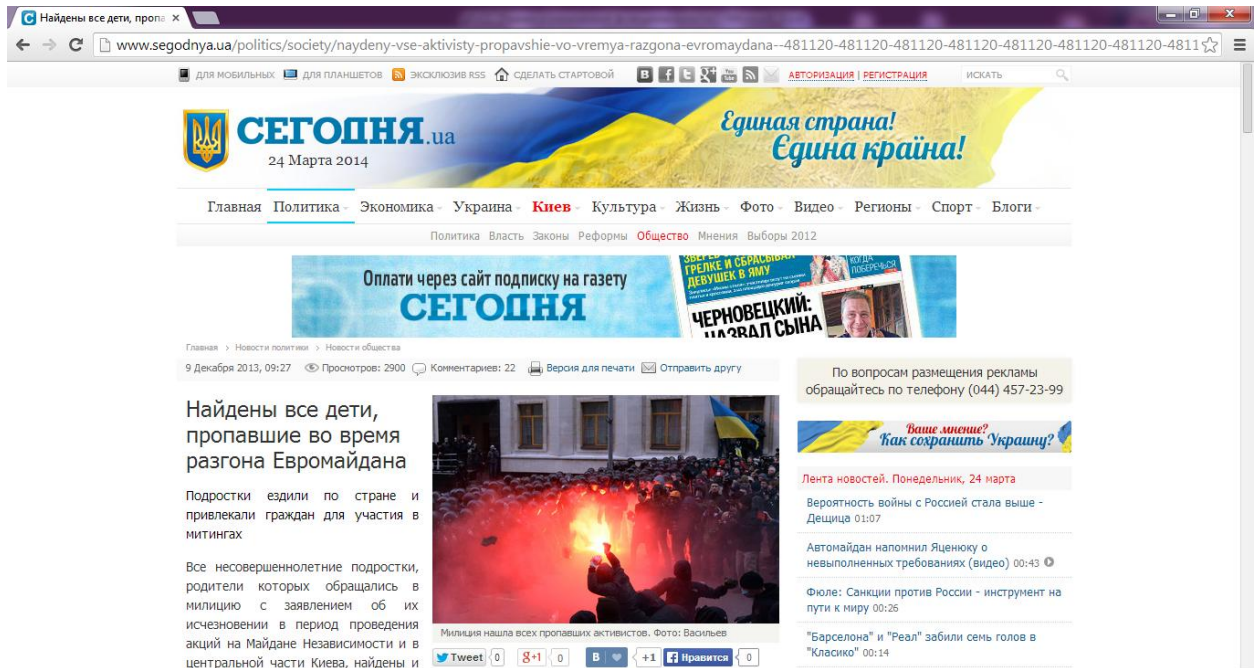 Найдены все дети, пропа
www.segodnya.ua/politics/society/naydeny-vse-aktivisty-propavshie-vo-vremya-razgona-evromaydana--481120-481120-481120-481120-481120-481120-481120-4811
ДЛЯ МОБИЛЬНЫХ ДЛЯ ПЛАНШЕТОВ ЭКСКЛЮЗИВ RSS СДЕЛАТЬ СТАРТОВОЙ АВТОРИЗАЦИЯ | РЕГИСТРАЦИЯ ИСКАТЬ
СЕГОДНЯ.ua
24 Марта 2014
Единая страна!
Єдина країна!
Главная Политика Экономика Украина Киев Культура Жизнь Фото Видео Регионы Спорт Блоги
Политика Власть Законы Реформы Общество Мнения Выборы 2012
Оплати через сайт подписку на газету
СЕГОДНЯ
ГРЕЛКЕ И СБРАСЫВАЛ
ДЕВУШЕК В ЯМУ
КОГДА
ПОБЕРЕЧЬСЯ
ЧЕРНОВЕЦКИЙ:
НАЗВАЛ СЫНА
Главная > Новости политики > Новости общества
9 Декабря 2013, 09:27 Просмотров: 2900 Комментариев: 22 Версия для печати Отправить другу
Найдены все дети,
пропавшие во время
разгона Евромайдана
Подростки ездили по стране и
привлекали граждан для участия в
митингах
Все несовершеннолетние подростки,
родители которых обращались в
милицию с заявлением об их
исчезновении в период проведения
акций на Майдане Независимости и в
центральной части Киева, найдены и
Милиция нашла всех пропавших активистов. Фото: Васильев
Tweet 0 g+1 0 B +1 Нравится 0
По вопросам размещения рекламы
обращайтесь по телефону (044) 457-23-99
Ваше мнение?
Как сохранить Украину?
Лента новостей. Понедельник, 24 марта
Вероятность войны с Россией стала выше -
Дещица 01:07
Автомайдан напомнил Яценюку о
невыполненных требованиях (видео) 00:43
Фюле: Санкции против России - инструмент на
пути к миру 00:26
"Барселона" и "Реал" забили семь голов в
"Класико" 00:14